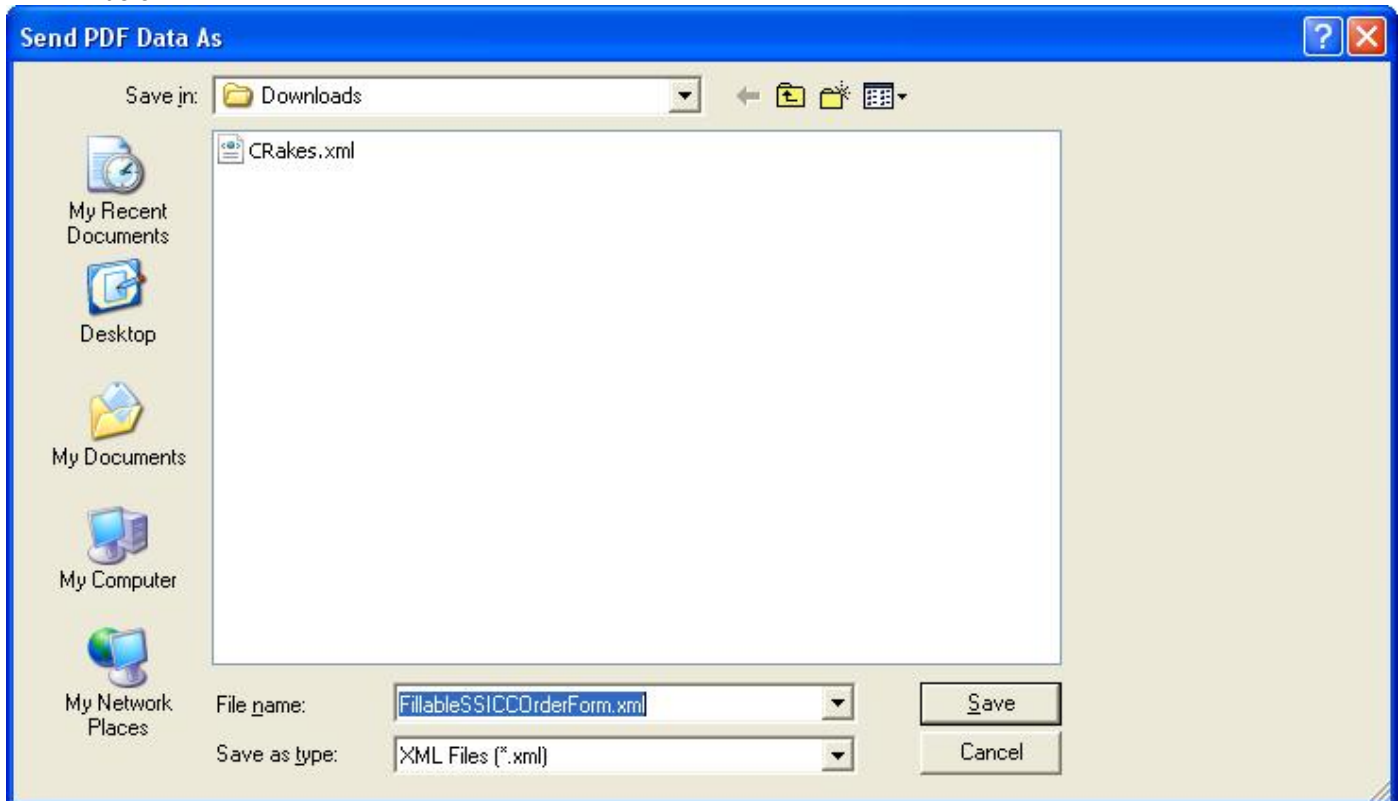 Send PDF Data As
Save in:
Downloads
CRakes.xml
My Recent
Documents
Desktop
My Documents
My Computer
My Network
Places
File name:
FillableSSICCOrderForm.xml
Save
Save as type:
XML Files (*.xml)
Cancel